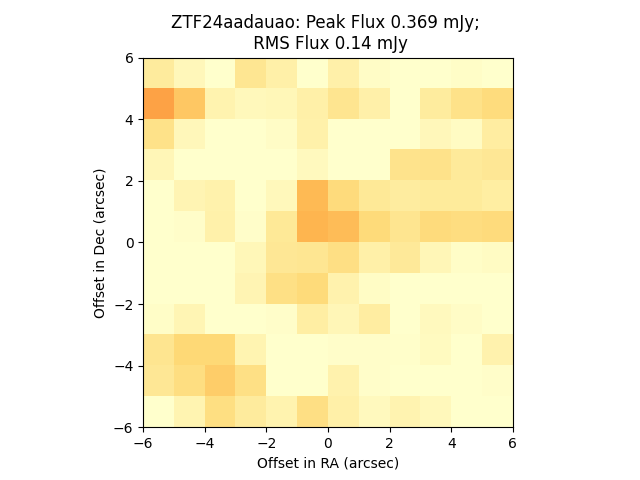 ZTF24aadauao: Peak Flux 0.369 mJy;
RMS Flux 0.14 mJy
6
4
2
0
−2
−4
−6
Offset in Dec (arcsec)
−6 −4 −2 0 2 4 6
Offset in RA (arcsec)